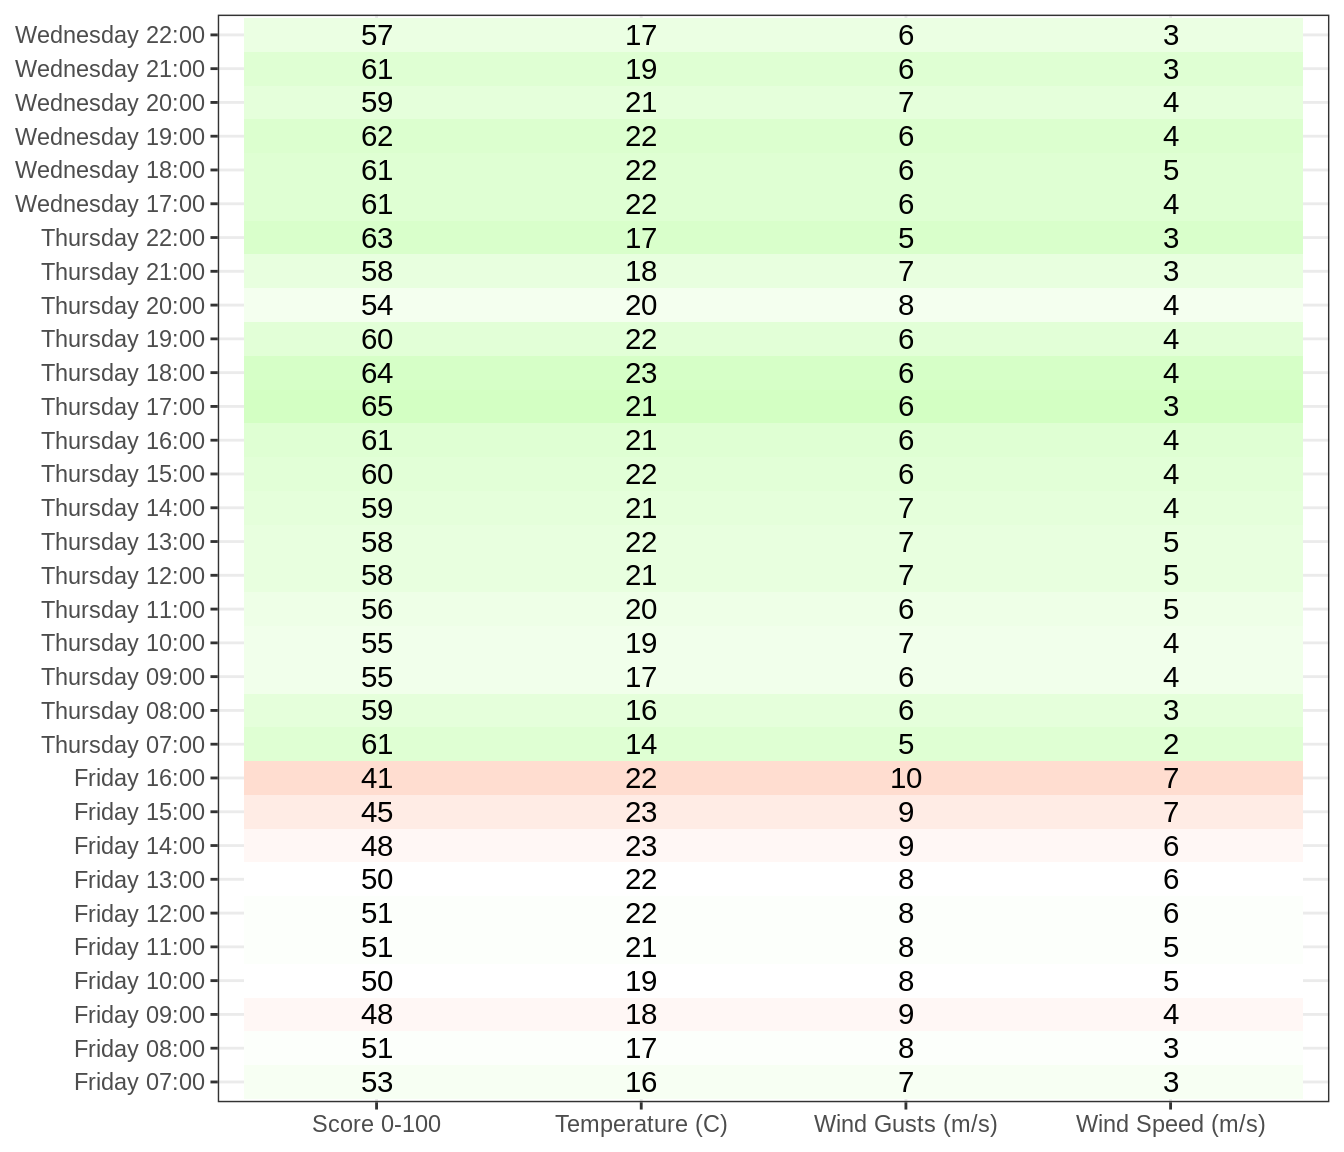 Wednesday 22:00 57 17 6 3
Wednesday 21:00 61 19 6 3
Wednesday 20:00 59 21 7 4
Wednesday 19:00 62 22 6 4
Wednesday 18:00 61 22 6 5
Wednesday 17:00 61 22 6 4
Thursday 22:00 63 17 5 3
Thursday 21:00 58 18 7 3
Thursday 20:00 54 20 8 4
Thursday 19:00 60 22 6 4
Thursday 18:00 64 23 6 4
Thursday 17:00 65 21 6 3
Thursday 16:00 61 21 6 4
Thursday 15:00 60 22 6 4
Thursday 14:00 59 21 7 4
Thursday 13:00 58 22 7 5
Thursday 12:00 58 21 7 5
Thursday 11:00 56 20 6 5
Thursday 10:00 55 19 7 4
Thursday 09:00 55 17 6 4
Thursday 08:00 59 16 6 3
Thursday 07:00 61 14 5 2
Friday 16:00 41 22 10 7
Friday 15:00 45 23 9 7
Friday 14:00 48 23 9 6
Friday 13:00 50 22 8 6
Friday 12:00 51 22 8 6
Friday 11:00 51 21 8 5
Friday 10:00 50 19 8 5
Friday 09:00 48 18 9 4
Friday 08:00 51 17 8 3
Friday 07:00 53 16 7 3
Score 0-100 Temperature (C) Wind Gusts (m/s) Wind Speed (m/s)